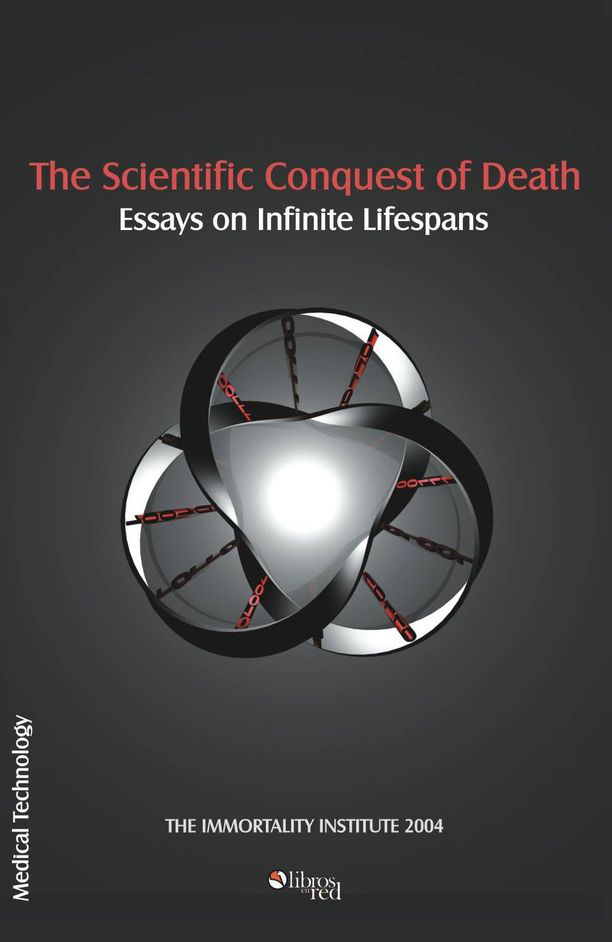 The Scientific Conquest of Death
Essays on Infinite Lifespans
Medical Technology
THE IMMORTALITY INSTITUTE 2004
libros
en
red